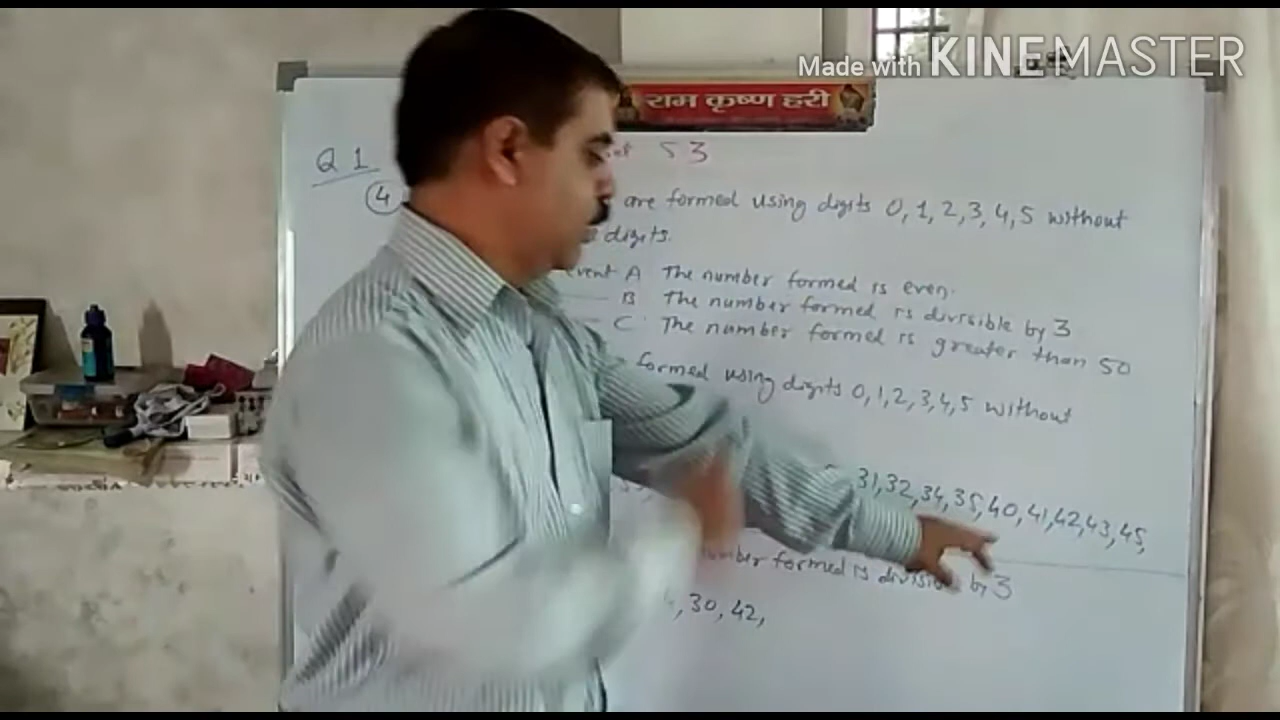 Made with KINEMASTER
राम कृष्ण हरी
Q 1 53
4 are formed using digits 0, 1, 2, 3, 4, 5 without
digits.
event A The number formed is even.
B The number formed is divisible by 3
C The number formed is greater than 50
formed using digits 0, 1, 2, 3, 4, 5 without
31, 32, 34, 35, 40, 41, 42, 43, 45,
number formed is divisible by 3
, 30, 42,